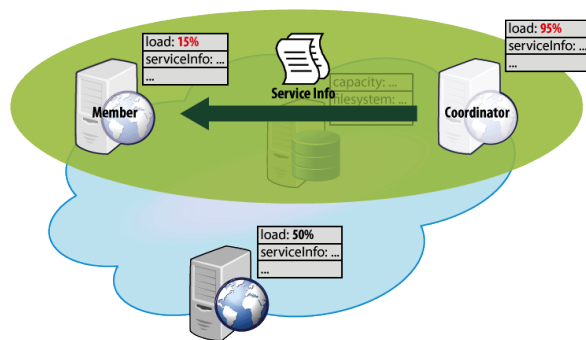 load: 95%
serviceInfo: ...
...
load: 15%
serviceInfo: ...
...
Service Info
capacity: ...
filesystem: ...
Member
Coordinator
load: 50%
serviceInfo: ...
...